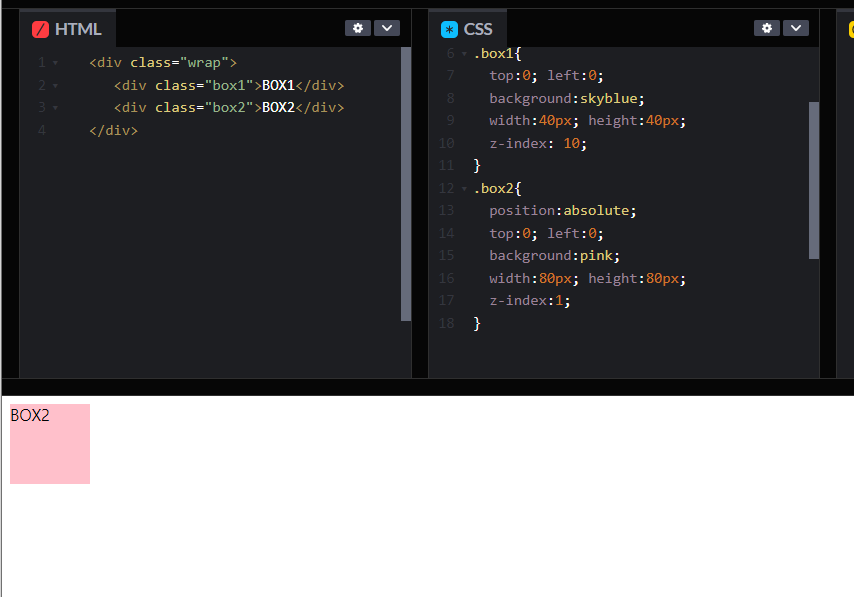 HTML
1 <div class="wrap">
2 <div class="box1">BOX1</div>
3 <div class="box2">BOX2</div>
4 </div>
CSS
6 .box1{
7 top:0; left:0;
8 background:skyblue;
9 width:40px; height:40px;
10 z-index: 10;
11 }
12 .box2{
13 position:absolute;
14 top:0; left:0;
15 background:pink;
16 width:80px; height:80px;
17 z-index:1;
18 }
BOX2